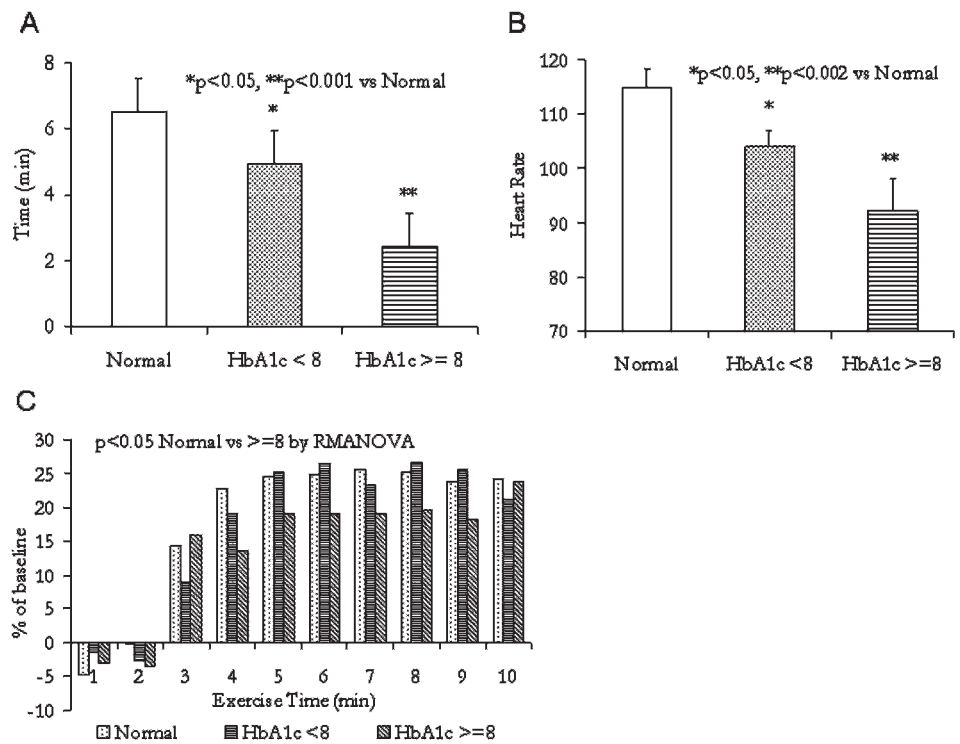 A
8
6
4
2
0
Time (min)
*p<0.05, **p<0.001 vs Normal
*
**
Normal HbA1c < 8 HbA1c >= 8
B
120
110
100
90
80
70
Heart Rate
*p<0.05, **p<0.002 vs Normal
*
**
Normal HbA1c <8 HbA1c >=8
C
30
25
20
15
10
5
0
-5
-10
% of baseline
p<0.05 Normal vs >=8 by RMANOVA
1 2 3 4 5 6 7 8 9 10
Exercise Time (min)
Normal HbA1c <8 HbA1c >=8